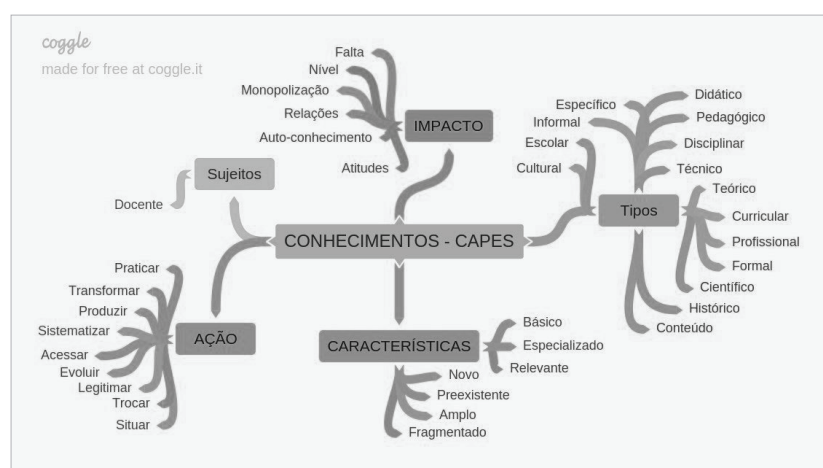 coggle
made for free at coggle.it
CONHECIMENTOS - CAPES
IMPACTO
Falta
Nível
Monopolização
Relações
Auto-conhecimento
Atitudes
Sujeitos
Docente
AÇÃO
Praticar
Transformar
Produzir
Sistematizar
Acessar
Evoluir
Legitimar
Trocar
Situar
CARACTERÍSTICAS
Básico
Especializado
Relevante
Novo
Preexistente
Amplo
Fragmentado
Tipos
Específico
Informal
Escolar
Cultural
Didático
Pedagógico
Disciplinar
Técnico
Teórico
Curricular
Profissional
Formal
Científico
Histórico
Conteúdo